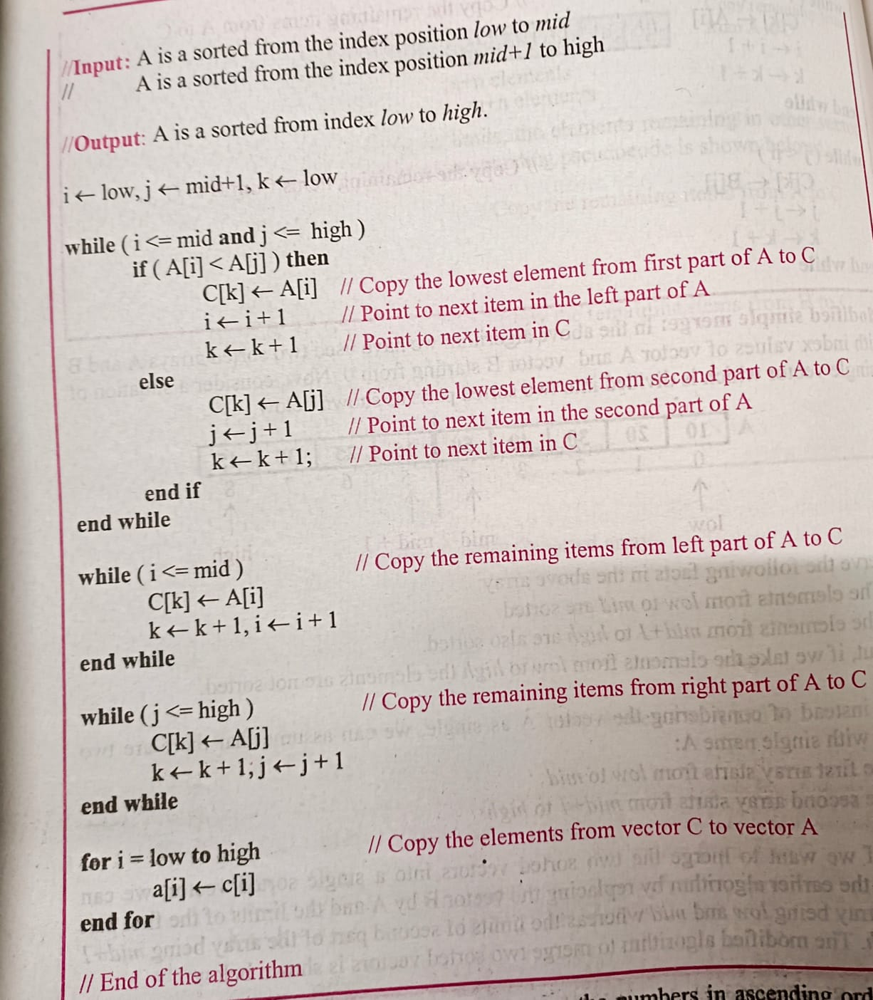 //Input: A is a sorted from the index position low to mid
// A is a sorted from the index position mid+1 to high
//Output: A is a sorted from index low to high.
i ← low, j ← mid+1, k ← low
while ( i <= mid and j <= high )
if ( A[i] < A[j] ) then
C[k] ← A[i] // Copy the lowest element from first part of A to C
i ← i + 1 // Point to next item in the left part of A
k ← k + 1 // Point to next item in C
else
C[k] ← A[j] // Copy the lowest element from second part of A to C
j ← j + 1 // Point to next item in the second part of A
k ← k + 1; // Point to next item in C
end if
end while
while ( i <= mid ) // Copy the remaining items from left part of A to C
C[k] ← A[i]
k ← k + 1, i ← i + 1
end while
while ( j <= high ) // Copy the remaining items from right part of A to C
C[k] ← A[j]
k ← k + 1; j ← j + 1
end while
for i = low to high // Copy the elements from vector C to vector A
a[i] ← c[i]
end for
// End of the algorithm
numbers in ascending